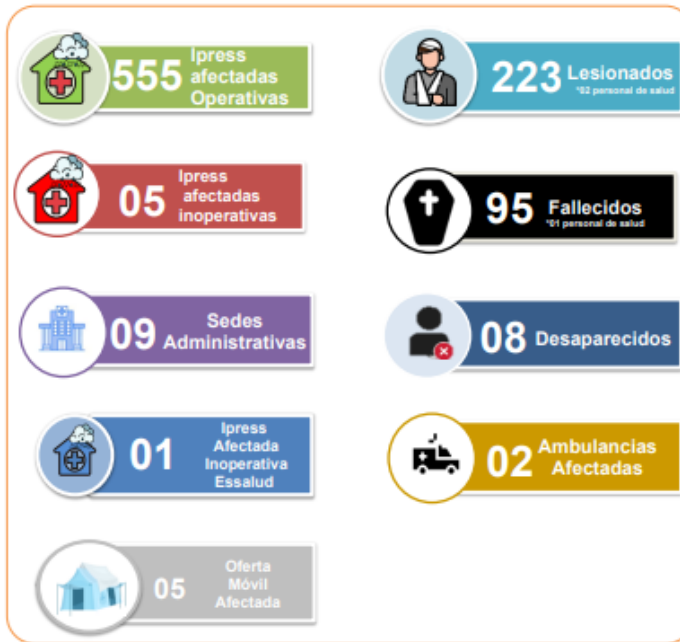 555
Ipress
afectadas
Operativas
223 Lesionados
*02 personal de salud
05
Ipress
afectadas
inoperativas
95 Fallecidos
*01 personal de salud
09
Sedes
Administrativas
08 Desaparecidos
01
Ipress
Afectada
Inoperativa
Essalud
02
Ambulancias
Afectadas
05
Oferta
Móvil
Afectada